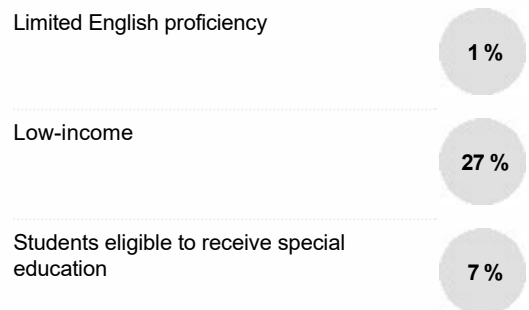 Limited English proficiency
1 %
Low-income
27 %
Students eligible to receive special
education
7 %